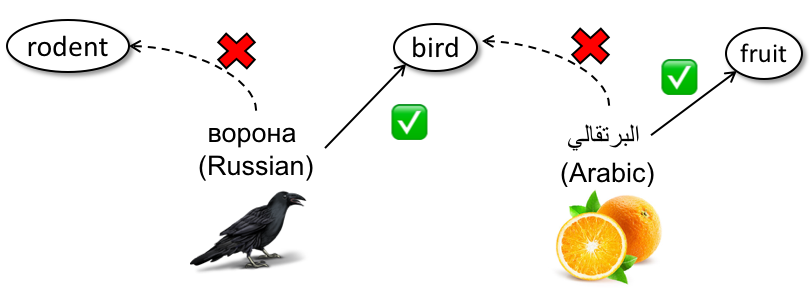 rodent
bird
fruit
ворона
(Russian)
البرتقالي
(Arabic)